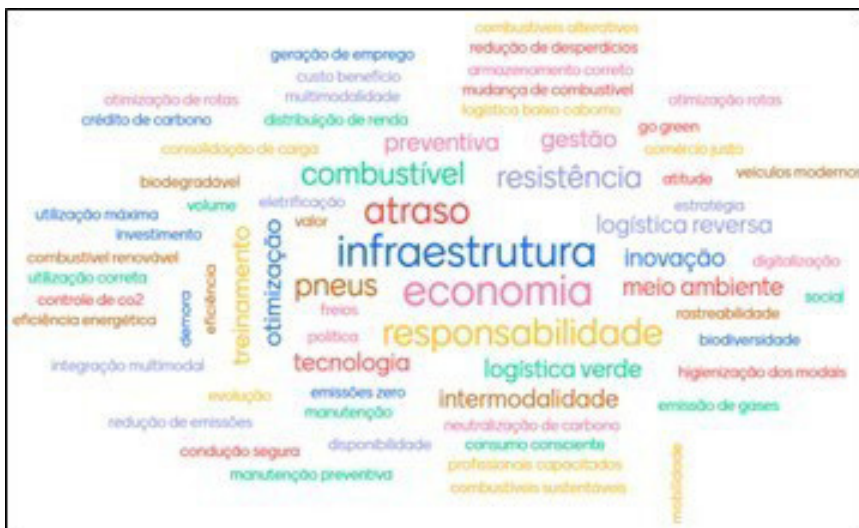 combustíveis alterativos
geração de emprego
redução de desperdícios
custo benefício
armazenamento correto
mudança de combustível
otimização de rotas
multimodalidade
otimização rotas
logística baixo caborno
crédito de carbono
distribuição de renda
go green
preventiva
gestão
consolidação de carga
comércio justo
combustível
resistência
veículos modernos
biodegradável
atitude
eletrificação
volume
atraso
estratégia
utilização máxima
valor
logística reversa
investimento
infraestrutura
inovação
combustível renovável
digitalização
utilização correta
pneus
economia
meio ambiente
controle de co2
social
freios
rastreabilidade
eficiência energética
demora
eficiência
treinamento
otimização
política
responsabilidade
biodiversidade
integração multimodal
tecnologia
logística verde
higienização dos modais
evolução
emissões zero
intermodalidade
emissão de gases
manutenção
redução de emissões
neutralização de carbono
condução segura
disponibilidade
consumo consciente
profissionais capacitados
manutenção preventiva
combustíveis sustentáveis
mobilidade